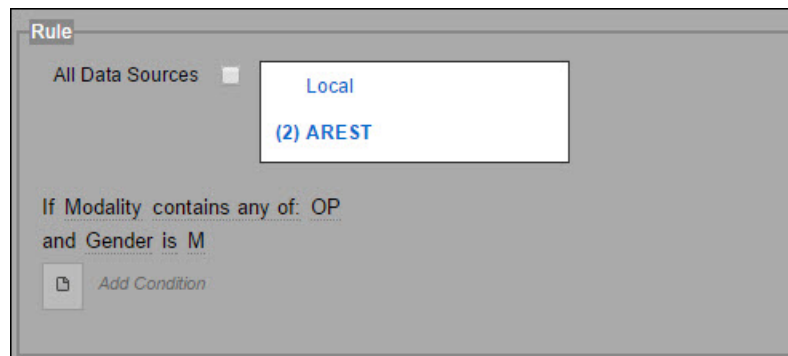 Rule
All Data Sources
Local
(2) AREST
If Modality contains any of: OP
and Gender is M
Add Condition